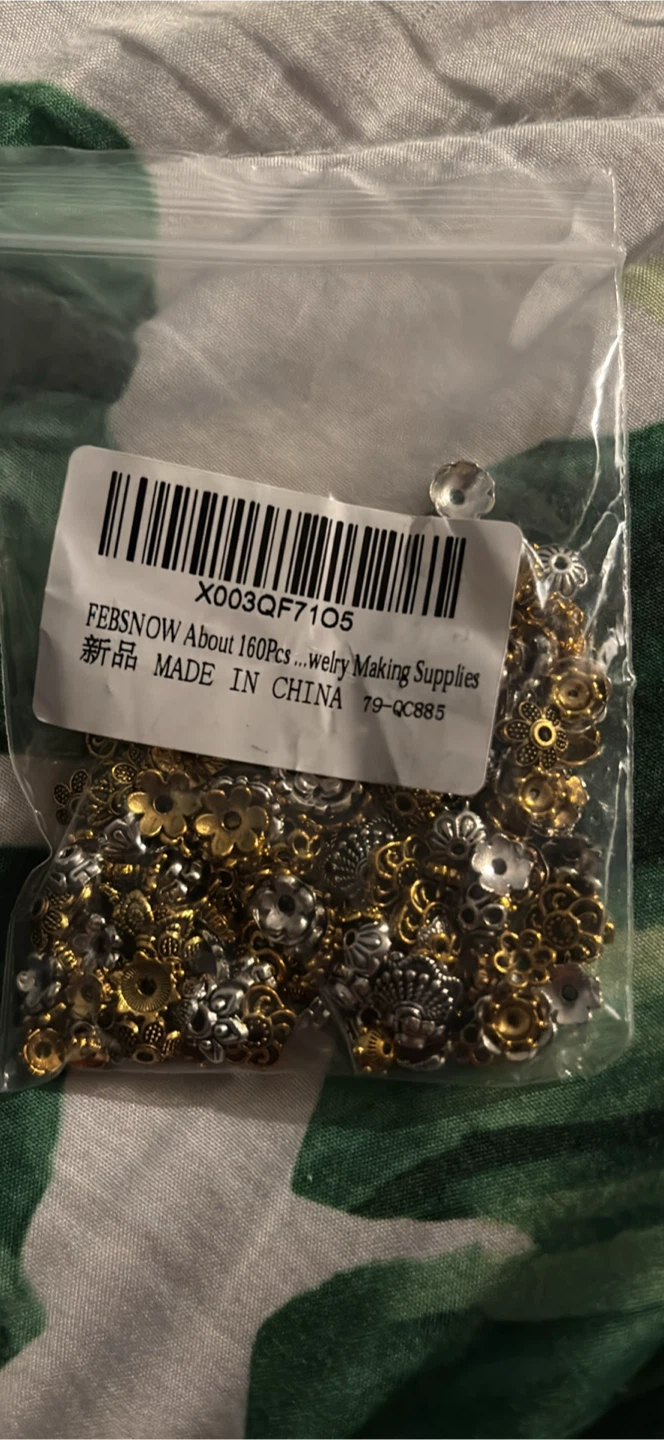 X003QF71O5
FEBSNOW About 160Pcs ...welry Making Supplies
新品 MADE IN CHINA 79-QC885